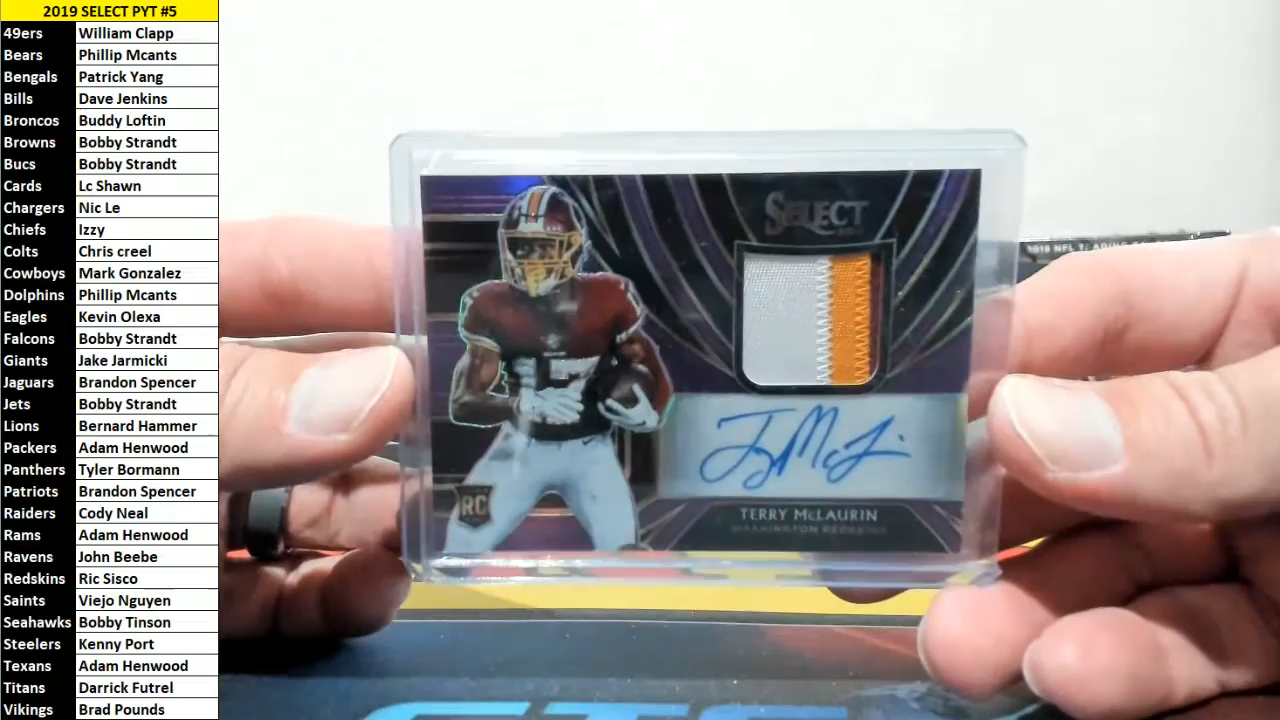 2019 SELECT PYT #5
49ers William Clapp
Bears Phillip Mcants
Bengals Patrick Yang
Bills Dave Jenkins
Broncos Buddy Loftin
Browns Bobby Strandt
Bucs Bobby Strandt
Cards Lc Shawn
Chargers Nic Le
Chiefs Izzy
Colts Chris creel
Cowboys Mark Gonzalez
Dolphins Phillip Mcants
Eagles Kevin Olexa
Falcons Bobby Strandt
Giants Jake Jarmicki
Jaguars Brandon Spencer
Jets Bobby Strandt
Lions Bernard Hammer
Packers Adam Henwood
Panthers Tyler Bormann
Patriots Brandon Spencer
Raiders Cody Neal
Rams Adam Henwood
Ravens John Beebe
Redskins Ric Sisco
Saints Viejo Nguyen
Seahawks Bobby Tinson
Steelers Kenny Port
Texans Adam Henwood
Titans Darrick Futrel
Vikings Brad Pounds
SELECT
17
RC
TERRY McLAURIN
WASHINGTON REDSKINS
2019 NFL